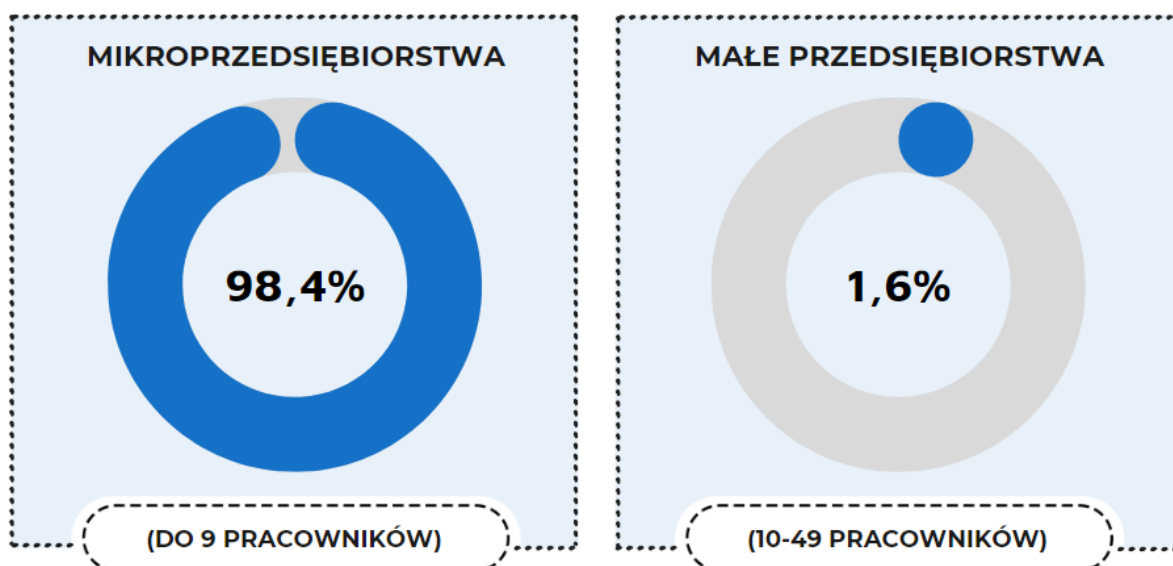 MIKROPRZEDSIĘBIORSTWA
98,4%
(DO 9 PRACOWNIKÓW)
MAŁE PRZEDSIĘBIORSTWA
1,6%
(10-49 PRACOWNIKÓW)